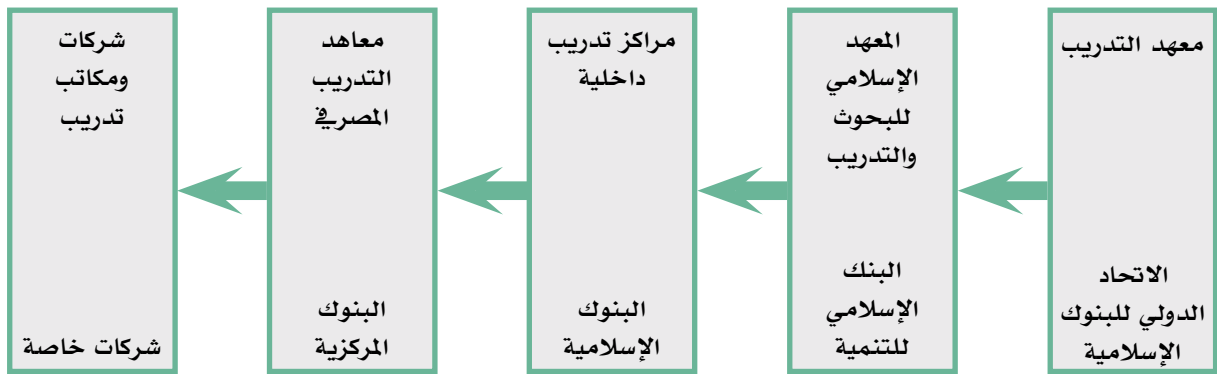 معهد التدريب
الاتحاد
الدولي للبنوك
الإسلامية
المعهد
الإسلامي
للبحوث
والتدريب
البنك
الإسلامي
للتنمية
مراكز تدريب
داخلية
البنوك
الإسلامية
معاهد
التدريب
المصرفي
البنوك
المركزية
شركات
ومكاتب
تدريب
شركات خاصة